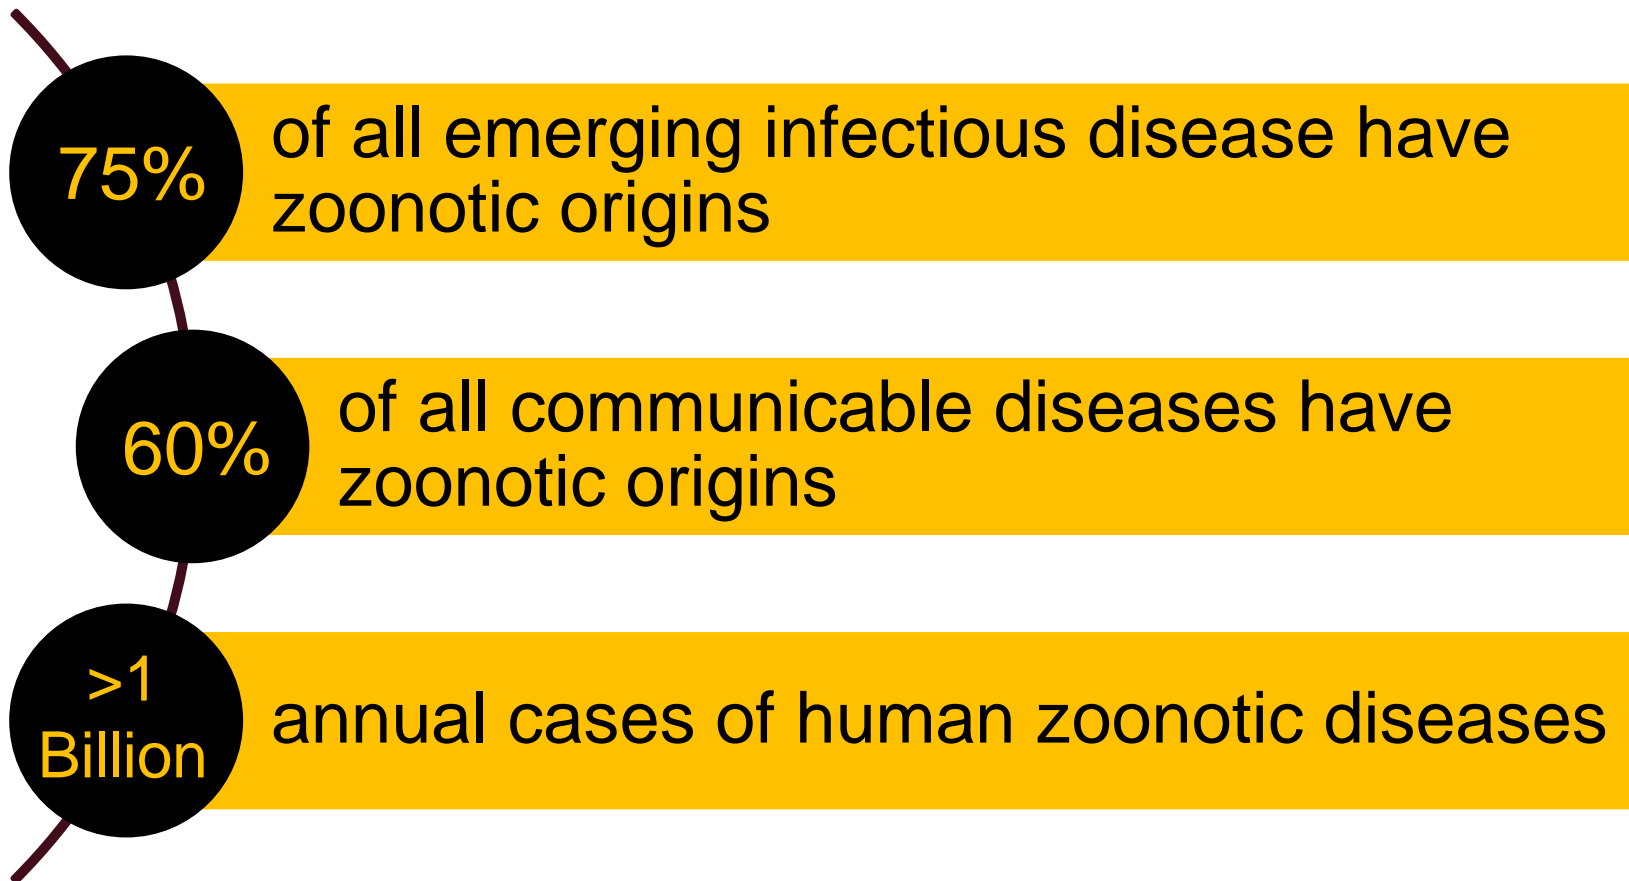 75%
of all emerging infectious disease have
zoonotic origins
60%
of all communicable diseases have
zoonotic origins
>1
Billion
annual cases of human zoonotic diseases